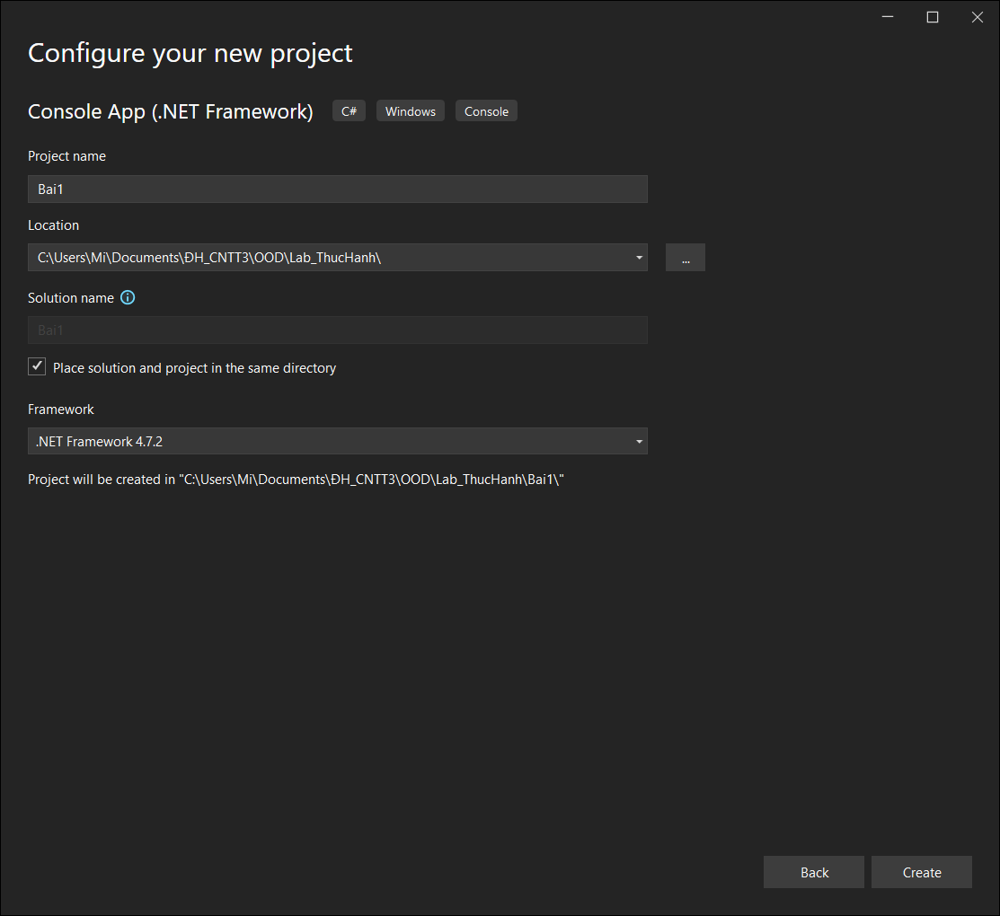 Configure your new project
Console App (.NET Framework) C# Windows Console
Project name
Bai1
Location
C:\Users\Mi\Documents\ĐH_CNTT3\OOD\Lab_ThucHanh\
...
Solution name
Bai1
Place solution and project in the same directory
Framework
.NET Framework 4.7.2
Project will be created in "C:\Users\Mi\Documents\ĐH_CNTT3\OOD\Lab_ThucHanh\Bai1\"
Back Create